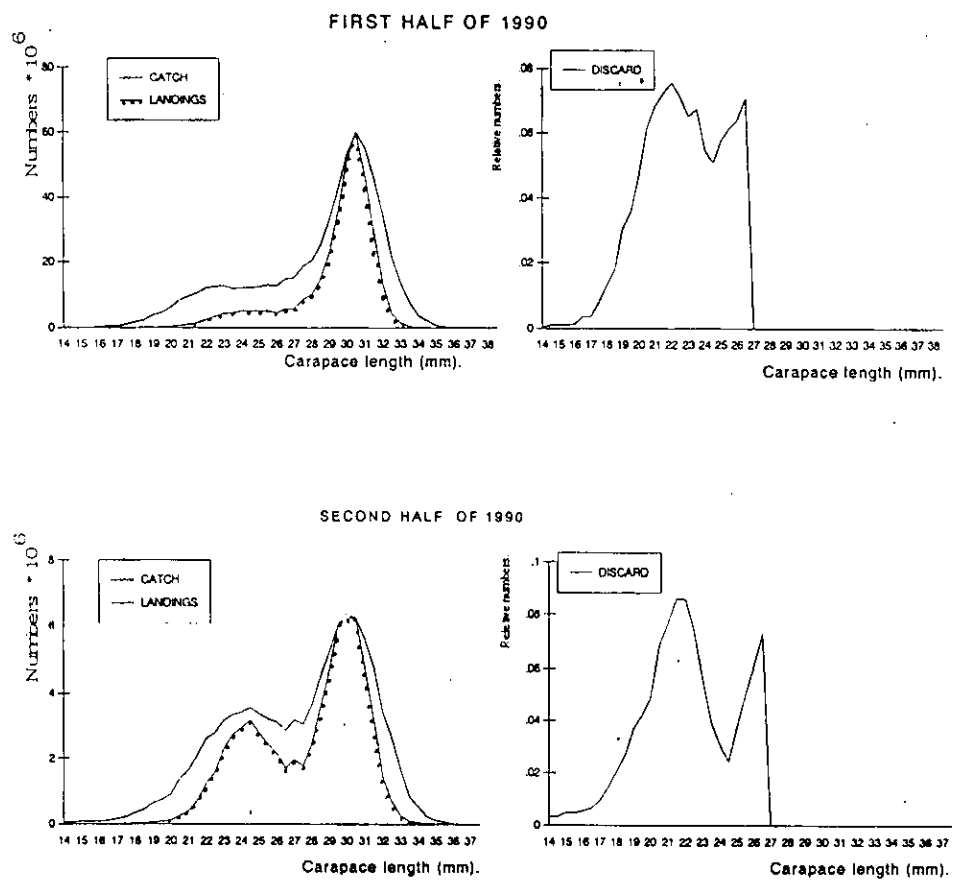 FIRST HALF OF 1990
Numbers *10 6
80
60
40
20
0
CATCH
LANDINGS
14 15 16 17 18 19 20 21 22 23 24 25 26 27 28 29 30 31 32 33 34 35 36 37 38
Carapace length (mm).
Relative numbers.
.08
.06
.04
.02
0
DISCARD
14 15 16 17 18 19 20 21 22 23 24 25 26 27 28 29 30 31 32 33 34 35 36 37 38
Carapace length (mm).
SECOND HALF OF 1990
Numbers *10 6
8
6
4
2
0
CATCH
LANDINGS
14 15 16 17 18 19 20 21 22 23 24 25 26 27 28 29 30 31 32 33 34 35 36 37
Carapace length (mm).
Relative numbers.
.1
.08
.06
.04
.02
0
DISCARD
14 15 16 17 18 19 20 21 22 23 24 25 26 27 28 29 30 31 32 33 34 35 36 37
Carapace length (mm).